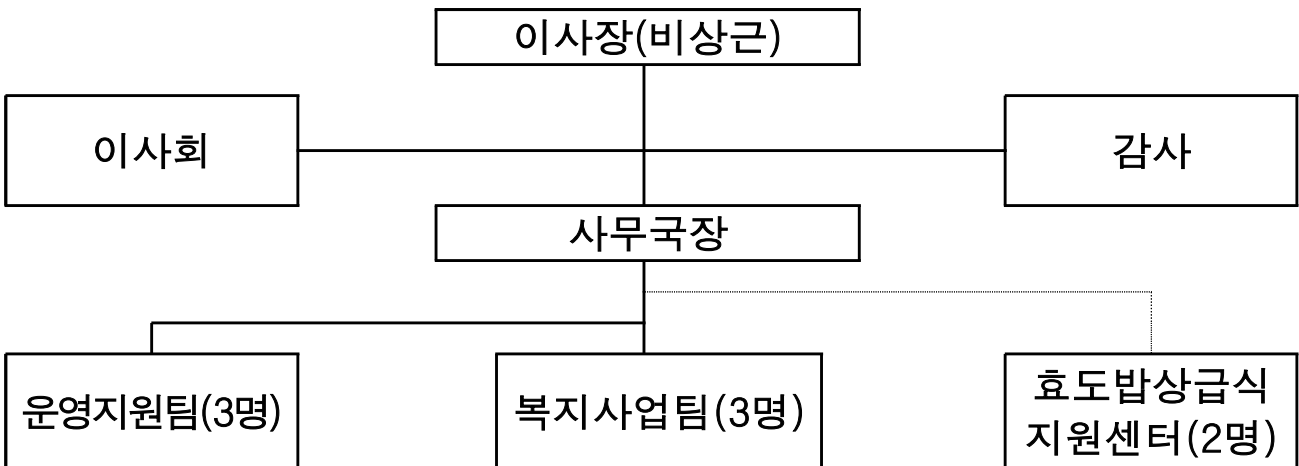 이사장(비상근)
이사회
감사
사무국장
운영지원팀(3명)
복지사업팀(3명)
효도밥상급식
지원센터(2명)